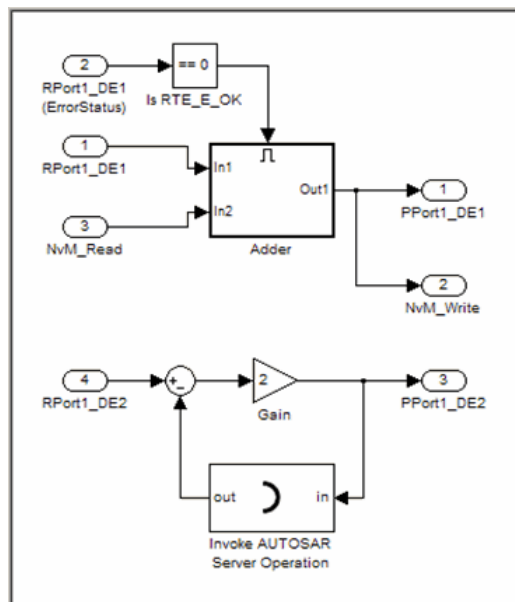 2
RPort1_DE1
(ErrorStatus)
== 0
Is RTE_E_OK
1
RPort1_DE1
In1
In2
Out1
Adder
3
NvM_Read
1
PPort1_DE1
2
NvM_Write
4
RPort1_DE2
+
−
2
Gain
3
PPort1_DE2
out
in
Invoke AUTOSAR
Server Operation